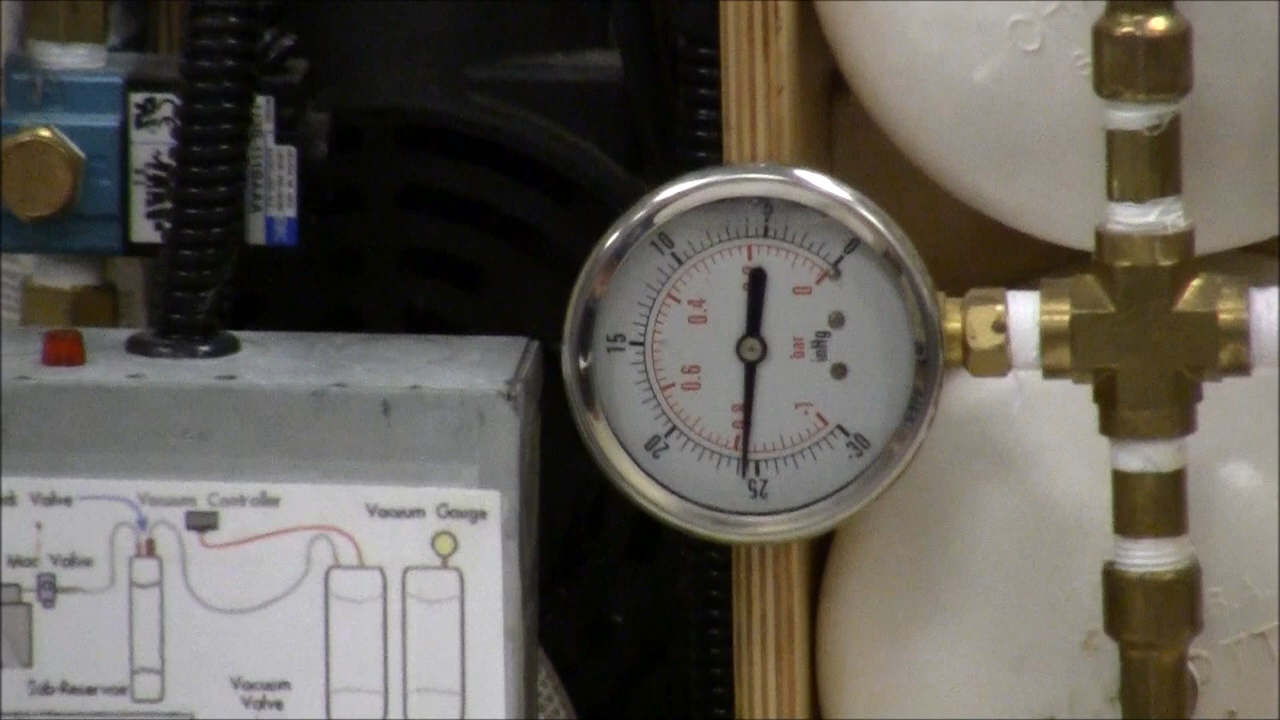 0
5
10
15
20
25
-30
0
0.4
0.6
0.8
-1
bar
inHg
Valve
Vacuum Controller
Vacuum Gauge
Mac Valve
Sub-Reservoir
Vacuum
Valve